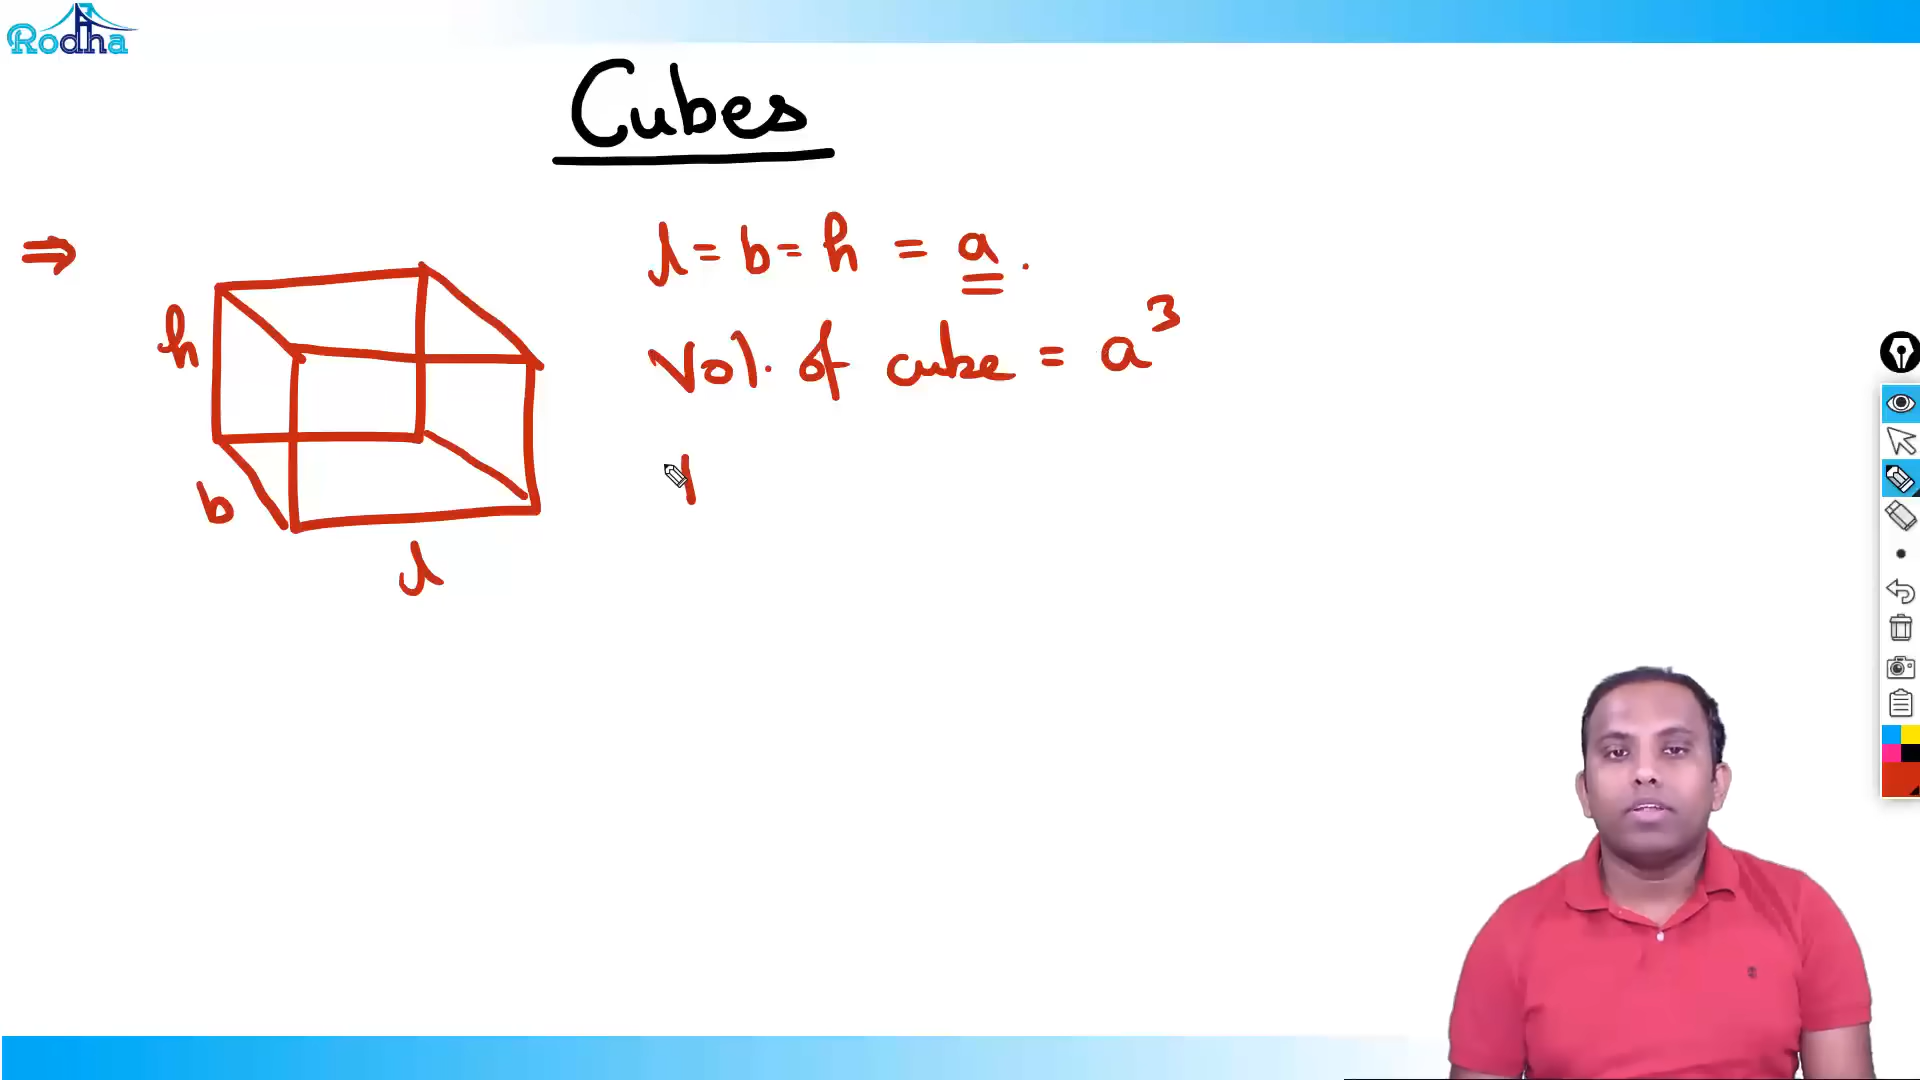 Rodha
Cubes
⇒
l = b = h = a .
Vol. of cube = a³
h
b
l